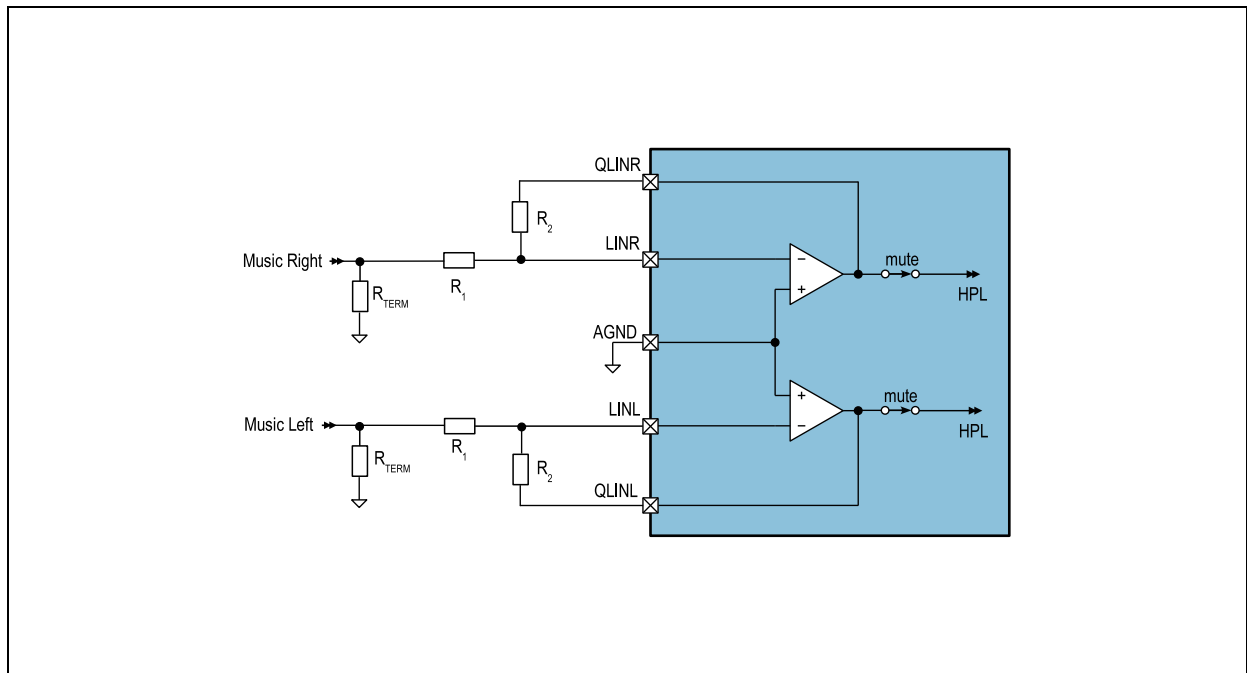 QLINR
R2
LINR
mute
Music Right
R1
HPL
RTERM
AGND
LINL
mute
Music Left
R1
HPL
RTERM
R2
QLINL